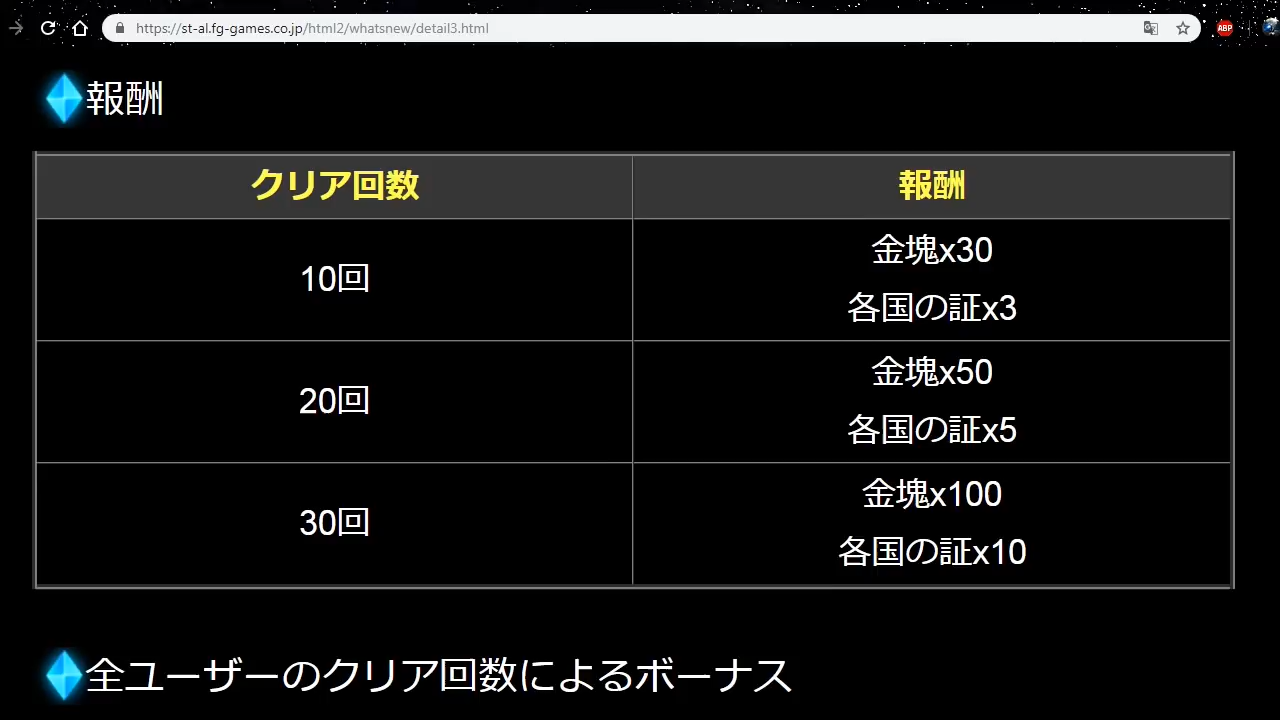 https://st-al.fg-games.co.jp/html2/whatsnew/detail3.html
ABP
報酬
クリア回数 報酬
10回
金塊x30
各国の証x3
20回
金塊x50
各国の証x5
30回
金塊x100
各国の証x10
全ユーザーのクリア回数によるボーナス